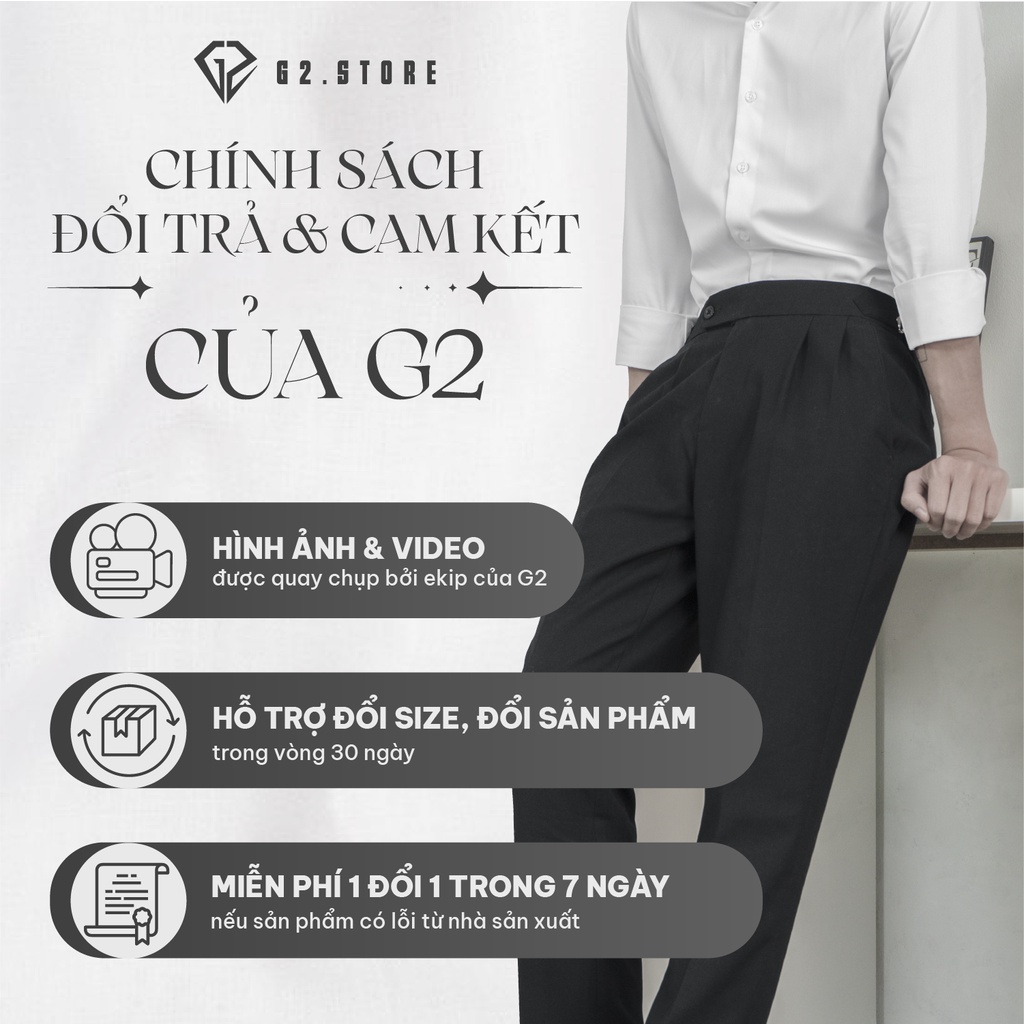 G2.STORE
CHÍNH SÁCH
ĐỔI TRẢ & CAM KẾT
CỦA G2
HÌNH ẢNH & VIDEO
được quay chụp bởi ekip của G2
HỖ TRỢ ĐỔI SIZE, ĐỔI SẢN PHẨM
trong vòng 30 ngày
MIỄN PHÍ 1 ĐỔI 1 TRONG 7 NGÀY
nếu sản phẩm có lỗi từ nhà sản xuất